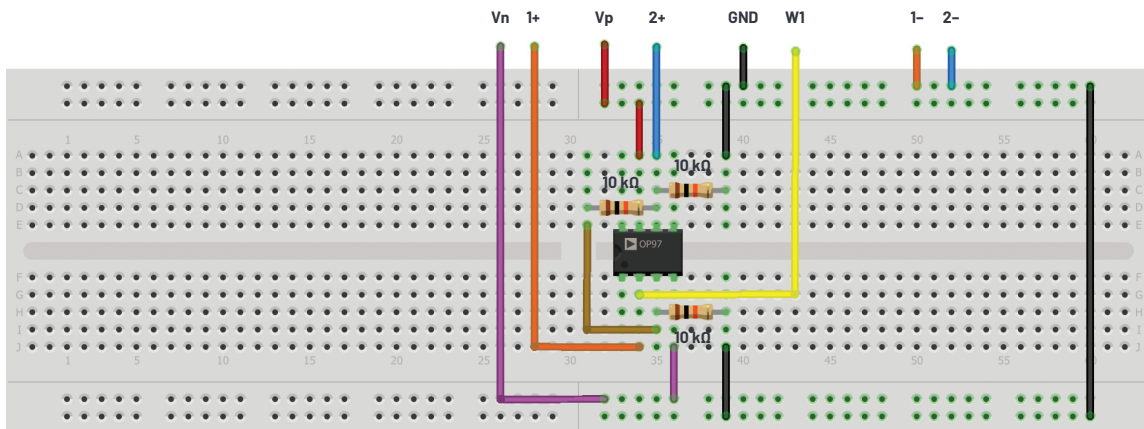 Vn 1+ Vp 2+ GND W1 1− 2−
1 5 10 15 20 25 30 35 40 45 50 55 60
A A
B B
10 kΩ
C C
10 kΩ
D D
E E
OP97
F F
G G
H H
I I
10 kΩ
J J
1 5 10 15 20 25 30 35 40 45 50 55 60